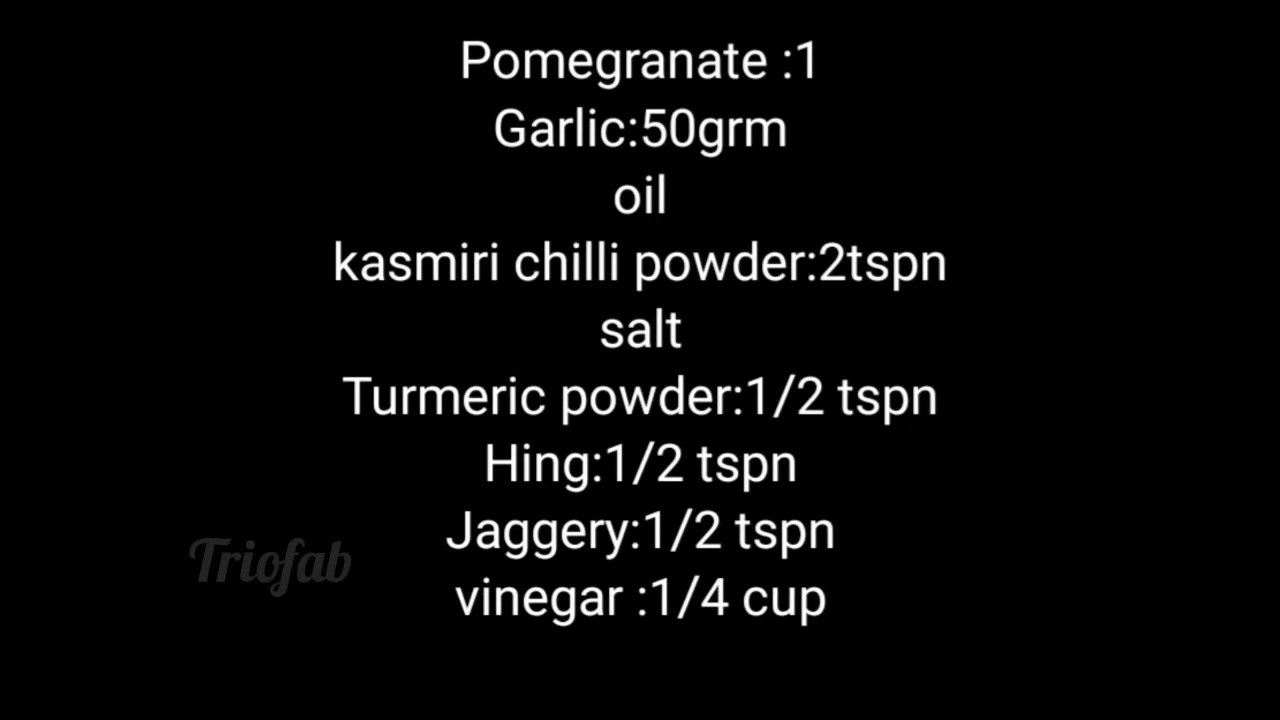 Pomegranate :1
Garlic:50grm
oil
kasmiri chilli powder:2tspn
salt
Turmeric powder:1/2 tspn
Hing:1/2 tspn
Jaggery:1/2 tspn
Triofab
vinegar :1/4 cup